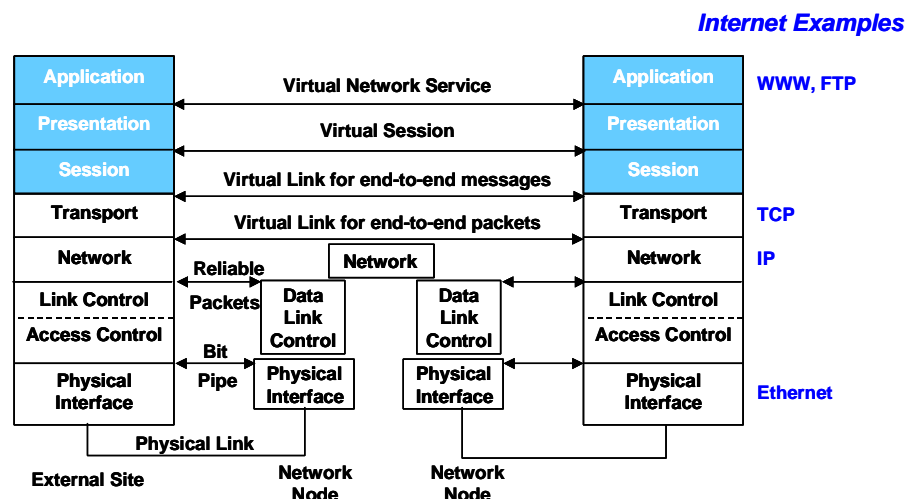 Internet Examples
Application
Virtual Network Service
Application
WWW, FTP
Presentation
Virtual Session
Presentation
Session
Virtual Link for end-to-end messages
Session
Transport
Virtual Link for end-to-end packets
Transport
TCP
Network
Network
Network
IP
Reliable
Packets
Link Control
Data
Link
Control
Data
Link
Control
Link Control
Access Control
Access Control
Bit
Pipe
Physical
Interface
Physical
Interface
Physical
Interface
Physical
Interface
Ethernet
Physical Link
External Site
Network
Node
Network
Node